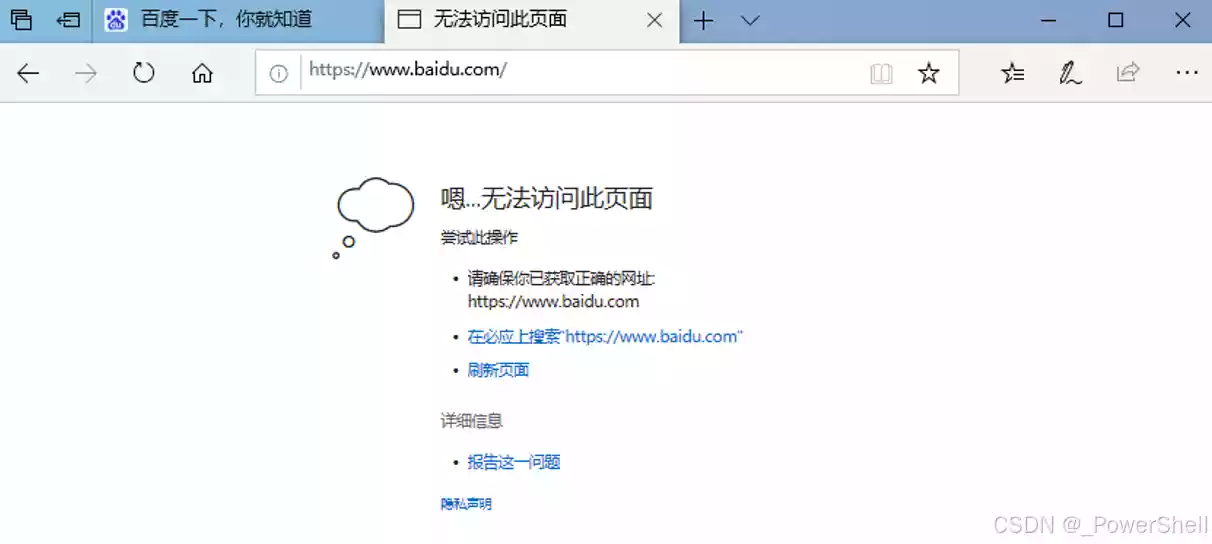 百度一下，你就知道
无法访问此页面
https://www.baidu.com/
嗯...无法访问此页面
尝试此操作
• 请确保你已获取正确的网址:
https://www.baidu.com
• 在必应上搜索"https://www.baidu.com"
• 刷新页面
详细信息
• 报告这一问题
隐私声明
CSDN @_PowerShell